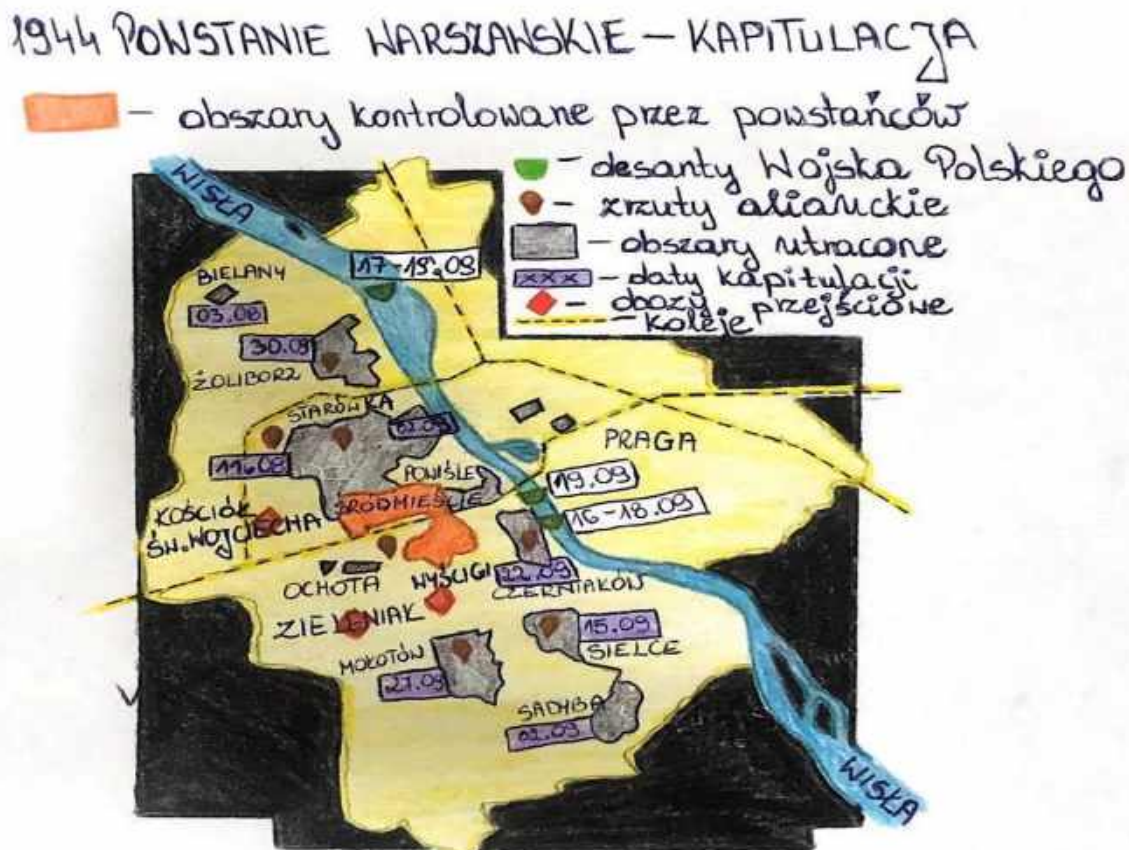 1944 POWSTANIE WARSZAWSKIE – KAPITULACJA
– obszary kontrolowane przez powstańców
– desanty Wojska Polskiego
– zrzuty alianckie
– obszary utracone
xxx – daty kapitulacji
– obozy przejściowe
– koleje
WISŁA
17-19.09
BIELANY
03.08
30.09
ŻOLIBORZ
STARÓWKA
02.09
11.08
POWIŚLE
PRAGA
19.09
16-18.09
ŚRÓDMIEŚCIE
KOŚCIÓŁ
ŚW. WOJCIECHA
OCHOTA
WYŚCIGI
22.09
CZERNIAKÓW
ZIELENIAK
15.09
SIELCE
MOKOTÓW
27.09
SADYBA
02.09
WISŁA